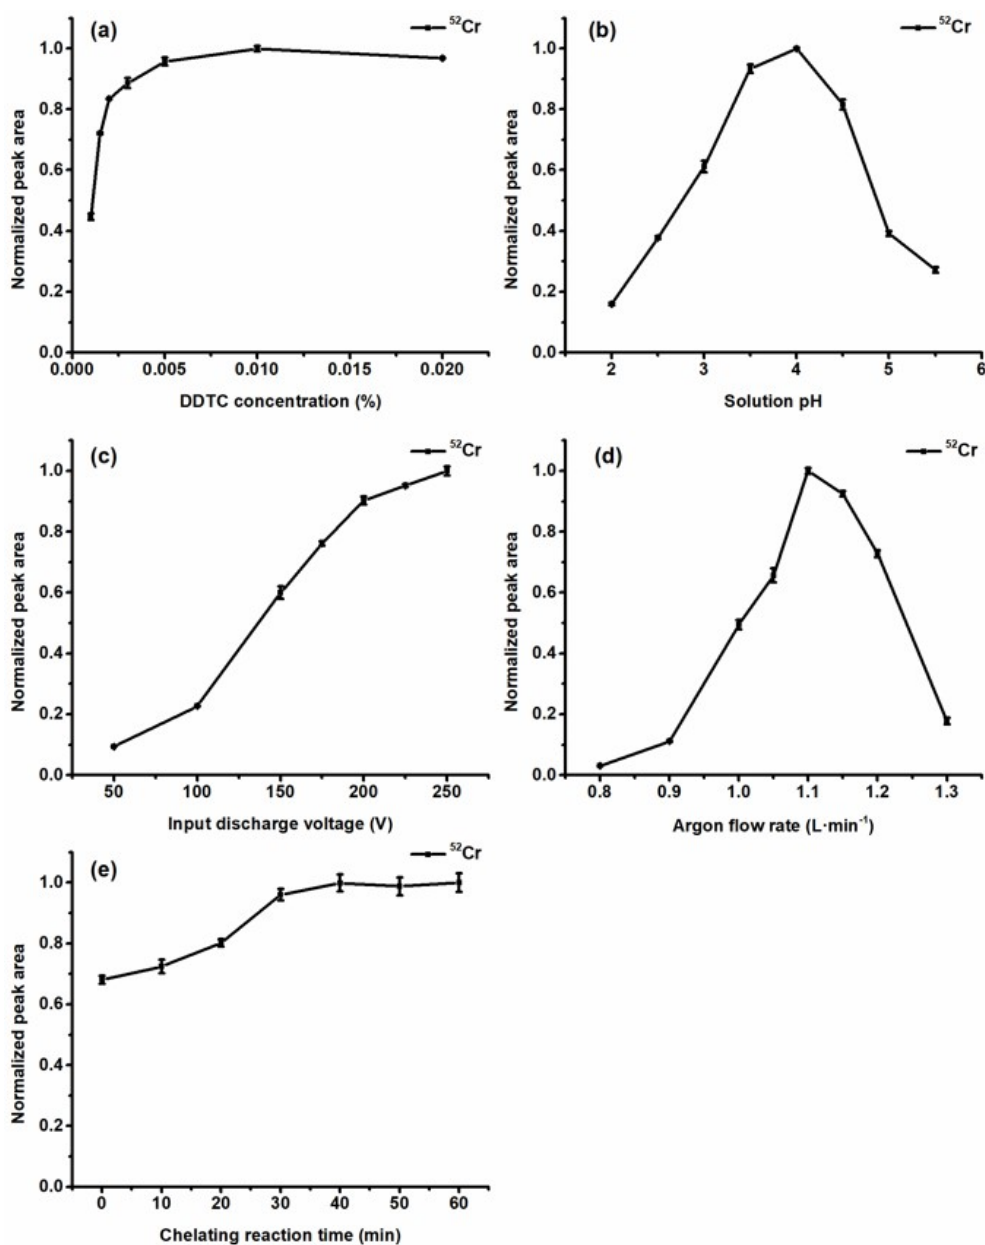 (a)
⁵²Cr
1.0
0.8
0.6
0.4
0.2
0.0
Normalized peak area
0.000 0.005 0.010 0.015 0.020
DDTC concentration (%)
(b)
⁵²Cr
1.0
0.8
0.6
0.4
0.2
0.0
Normalized peak area
2 3 4 5 6
Solution pH
(c)
⁵²Cr
1.0
0.8
0.6
0.4
0.2
0.0
Normalized peak area
50 100 150 200 250
Input discharge voltage (V)
(d)
⁵²Cr
1.0
0.8
0.6
0.4
0.2
0.0
Normalized peak area
0.8 0.9 1.0 1.1 1.2 1.3
Argon flow rate (L·min⁻¹)
(e)
⁵²Cr
1.0
0.8
0.6
0.4
0.2
0.0
Normalized peak area
0 10 20 30 40 50 60
Chelating reaction time (min)